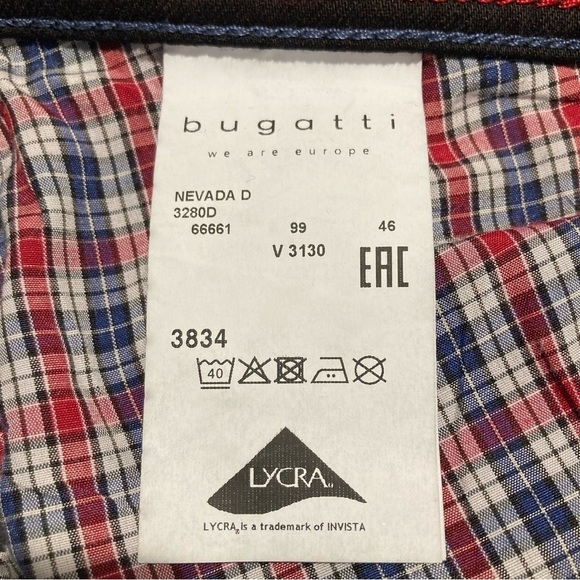 bugatti
we are europe
NEVADA D
3280D
66661 99 46
V 3130
EAC
3834
40
LYCRA
LYCRA® is a trademark of INVISTA